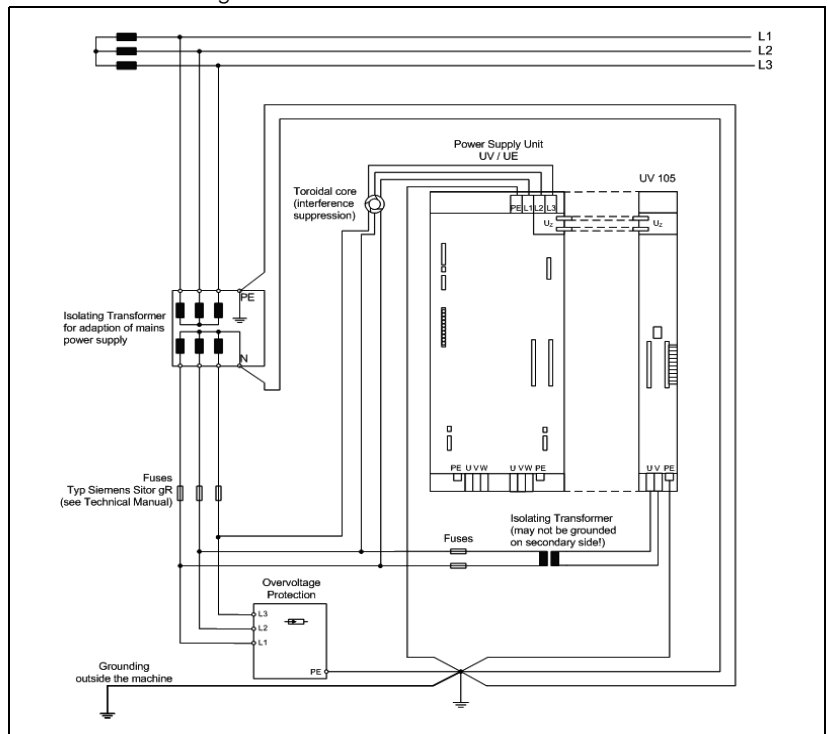 L1
L2
L3
Power Supply Unit
UV / UE
UV 105
Toroidal core
(interference
suppression)
PE L1 L2 L3
Uz
Uz
PE
Isolating Transformer
for adaption of mains
power supply
N
Fuses
Typ Siemens Sitor gR
(see Technical Manual)
PE U V W
U V W PE
U V PE
Isolating Transformer
(may not be grounded
on secondary side!)
Fuses
Overvoltage
Protection
L3
L2
L1
PE
Grounding
outside the machine